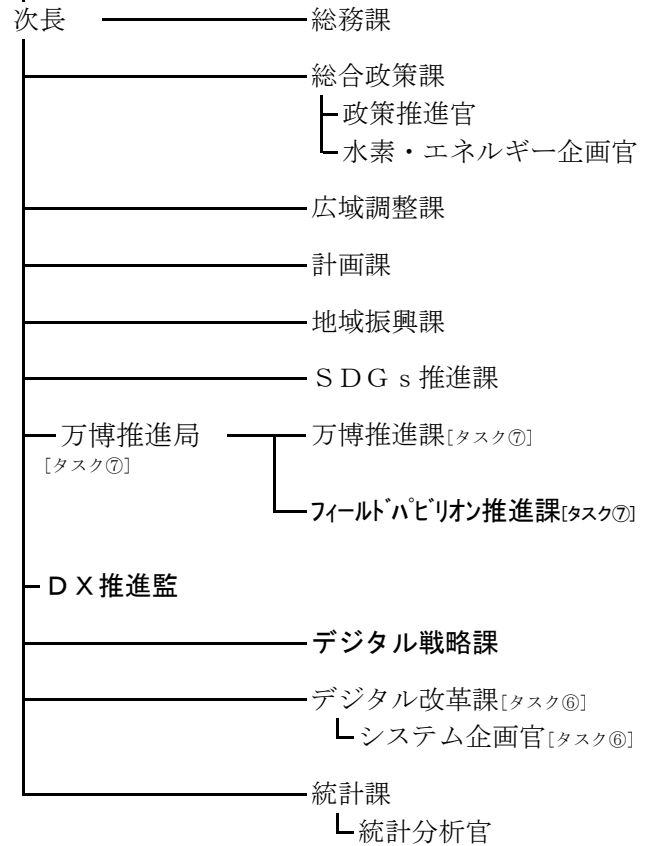 次長 総務課
総合政策課
政策推進官
水素・エネルギー企画官
広域調整課
計画課
地域振興課
ＳＤＧｓ推進課
万博推進局 万博推進課[タスク⑦]
[タスク⑦]
フィールドパビリオン推進課[タスク⑦]
ＤＸ推進監
デジタル戦略課
デジタル改革課[タスク⑥]
システム企画官[タスク⑥]
統計課
統計分析官